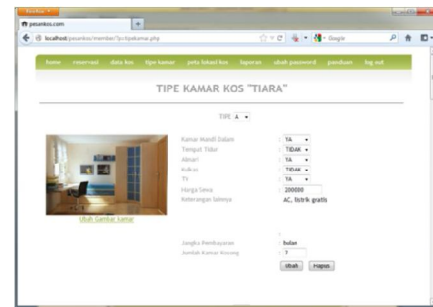 pesankos.com
localhost/pesankos/member/?p=tipekamar.php
Google
home reservasi data kos tipe kamar peta lokasi kos laporan ubah password panduan log out
TIPE KAMAR KOS "TIARA"
TIPE A
Kamar Mandi Dalam : YA
Tempat Tidur : TIDAK
Almari : YA
: TIDAK
TV : YA
Harga Sewa : 200000
Keterangan lainnya AC, listrik gratis
Ubah Gambar kamar
Jangka Pembayaran : bulan
Jumlah Kamar Kosong : 7
Ubah Hapus